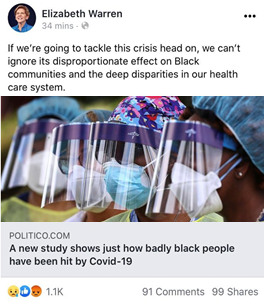 Elizabeth Warren
34 mins ·
If we're going to tackle this crisis head on, we can't
ignore its disproportionate effect on Black
communities and the deep disparities in our health
care system.
POLITICO.COM
A new study shows just how badly black people
have been hit by Covid-19
1.1K
91 Comments 99 Shares